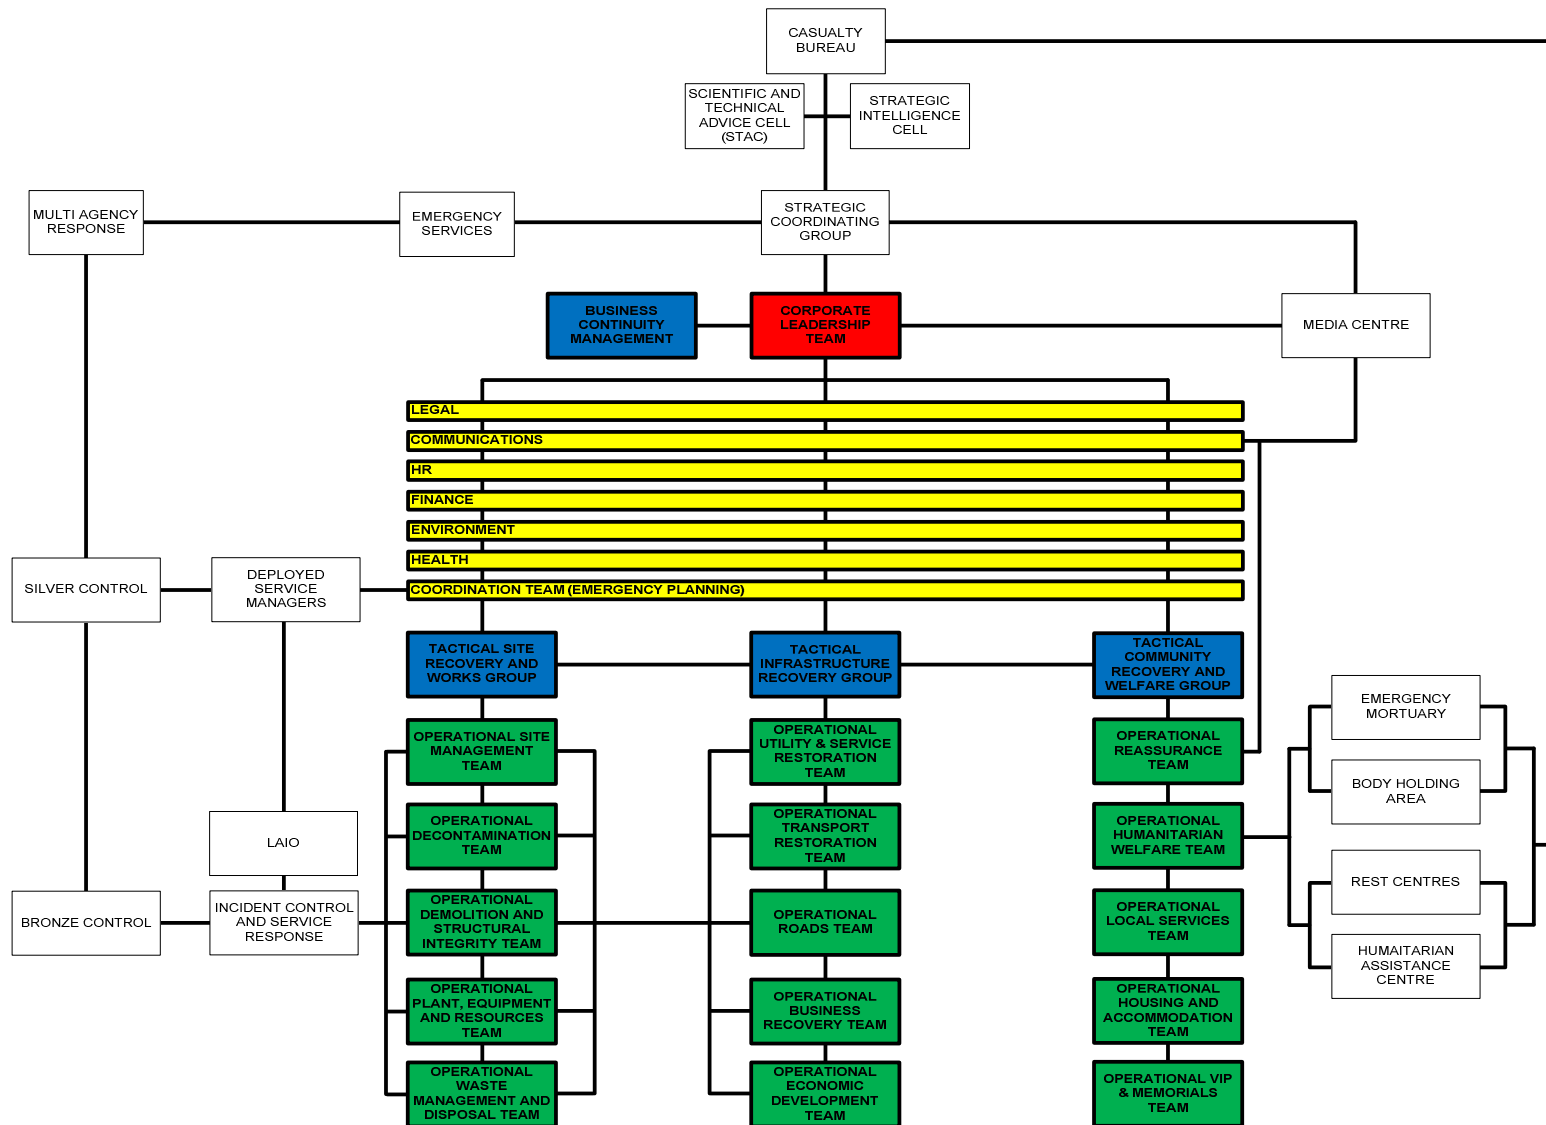 CASUALTY
BUREAU
SCIENTIFIC AND
TECHNICAL
ADVICE CELL
(STAC)
STRATEGIC
INTELLIGENCE
CELL
MULTI AGENCY
RESPONSE
EMERGENCY
SERVICES
STRATEGIC
COORDINATING
GROUP
BUSINESS
CONTINUITY
MANAGEMENT
CORPORATE
LEADERSHIP
TEAM
MEDIA CENTRE
LEGAL
COMMUNICATIONS
HR
FINANCE
ENVIRONMENT
HEALTH
COORDINATION TEAM (EMERGENCY PLANNING)
SILVER CONTROL
DEPLOYED
SERVICE
MANAGERS
TACTICAL SITE
RECOVERY AND
WORKS GROUP
TACTICAL
INFRASTRUCTURE
RECOVERY GROUP
TACTICAL
COMMUNITY
RECOVERY AND
WELFARE GROUP
OPERATIONAL SITE
MANAGEMENT
TEAM
OPERATIONAL
UTILITY & SERVICE
RESTORATION
TEAM
OPERATIONAL
REASSURANCE
TEAM
EMERGENCY
MORTUARY
BODY HOLDING
AREA
LAIO
OPERATIONAL
DECONTAMINATION
TEAM
OPERATIONAL
TRANSPORT
RESTORATION
TEAM
OPERATIONAL
HUMANITARIAN
WELFARE TEAM
REST CENTRES
BRONZE CONTROL
INCIDENT CONTROL
AND SERVICE
RESPONSE
OPERATIONAL
DEMOLITION AND
STRUCTURAL
INTEGRITY TEAM
OPERATIONAL
ROADS TEAM
OPERATIONAL
LOCAL SERVICES
TEAM
HUMAITARIAN
ASSISTANCE
CENTRE
OPERATIONAL
PLANT, EQUIPMENT
AND RESOURCES
TEAM
OPERATIONAL
BUSINESS
RECOVERY TEAM
OPERATIONAL
HOUSING AND
ACCOMMODATION
TEAM
OPERATIONAL
WASTE
MANAGEMENT AND
DISPOSAL TEAM
OPERATIONAL
ECONOMIC
DEVELOPMENT
TEAM
OPERATIONAL VIP
& MEMORIALS
TEAM